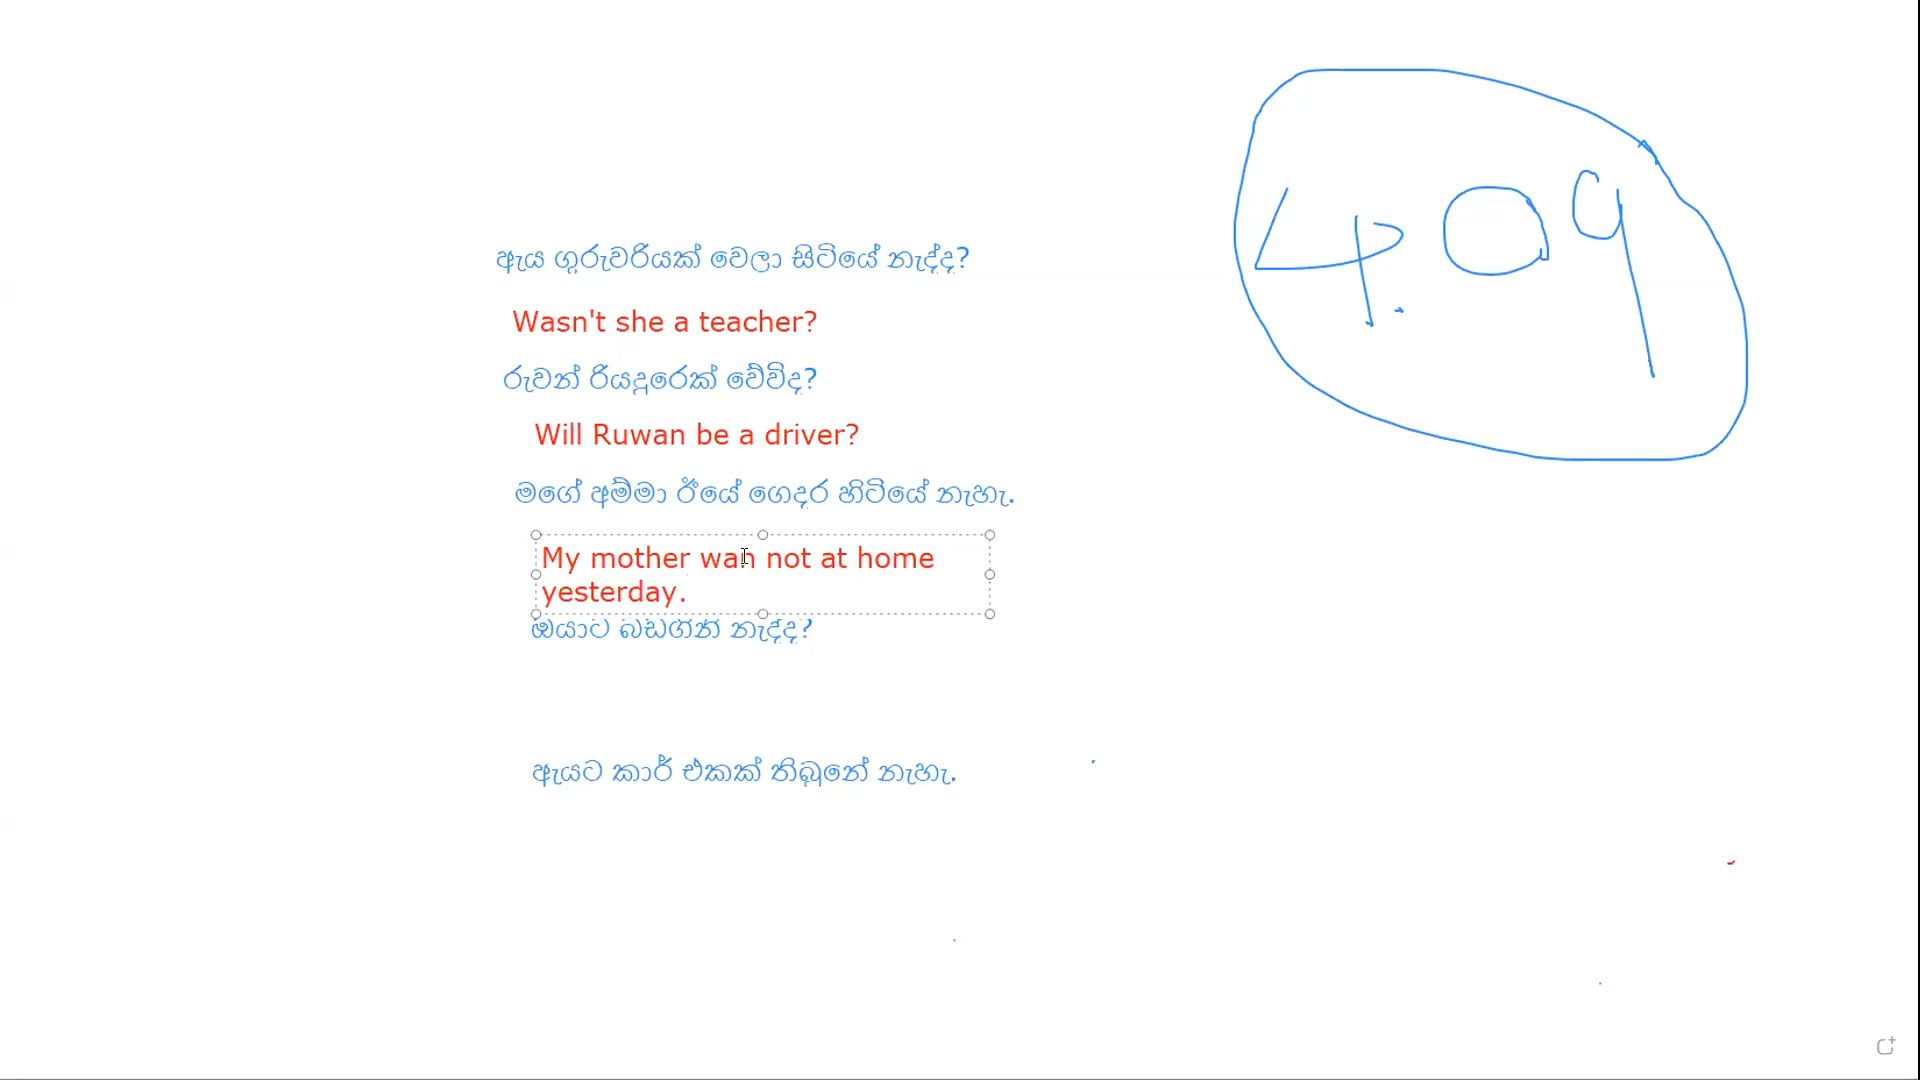 ඇය ගුරුවරියක් වෙලා සිටියේ නැද්ද?
Wasn't she a teacher?
රුවන් රියදූරෙක් වේවිද?
Will Ruwan be a driver?
මගේ අම්මා ඊයේ ගෙදර හිටියේ නැහැ.
My mother wan not at home
yesterday.
ඔයාට බඩගිනි නැද්ද?
ඇයට කාර් එකක් තිබුනේ නැහැ.
4.09